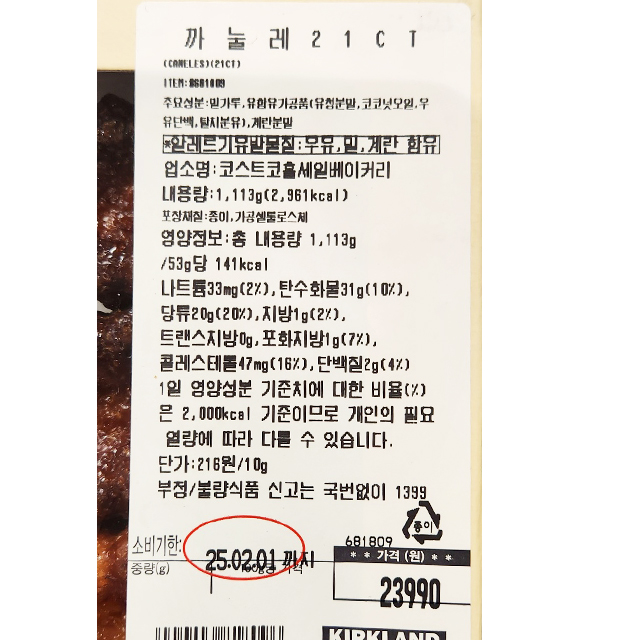 까눌레21CT
(CANELES)(21CT)
ITEM:8681809
주요성분:밀가루,유함유가공품(유청분말,코코넛오일,우
유단백,탈지분유),계란분말
*알레르기유발물질:우유,밀,계란 함유
업소명:코스트코홀세일베이커리
내용량:1,113g(2,961kcal)
포장재질:종이,가공셀룰로스제
영양정보:총 내용량 1,113g
/53g당 141kcal
나트륨33mg(2%),탄수화물31g(10%),
당류20g(20%),지방1g(2%),
트랜스지방0g,포화지방1g(7%),
콜레스테롤47mg(16%),단백질2g(4%)
1일 영양성분 기준치에 대한 비율(%)
은 2,000kcal 기준이므로 개인의 필요
열량에 따라 다를 수 있습니다.
단가:216원/10g
부정/불량식품 신고는 국번없이 1399
종이
소비기한:
25.02.01 까지
681809
중량(g)
100g당 가격
** 가격 (원) **
23990
KIRKLAND